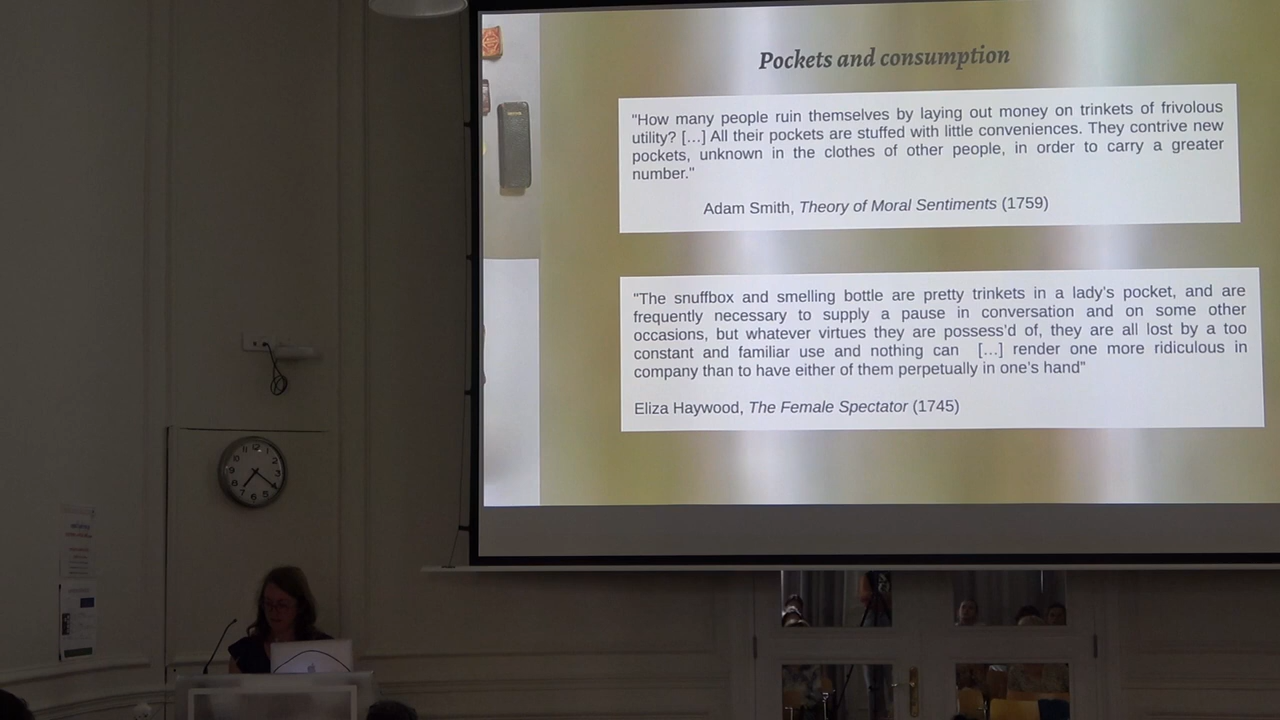 Pockets and consumption
"How many people ruin themselves by laying out money on trinkets of frivolous
utility? [...] All their pockets are stuffed with little conveniences. They contrive new
pockets, unknown in the clothes of other people, in order to carry a greater
number."
Adam Smith, Theory of Moral Sentiments (1759)
"The snuffbox and smelling bottle are pretty trinkets in a lady's pocket, and are
frequently necessary to supply a pause in conversation and on some other
occasions, but whatever virtues they are possess'd of, they are all lost by a too
constant and familiar use and nothing can [...] render one more ridiculous in
company than to have either of them perpetually in one's hand"
Eliza Haywood, The Female Spectator (1745)